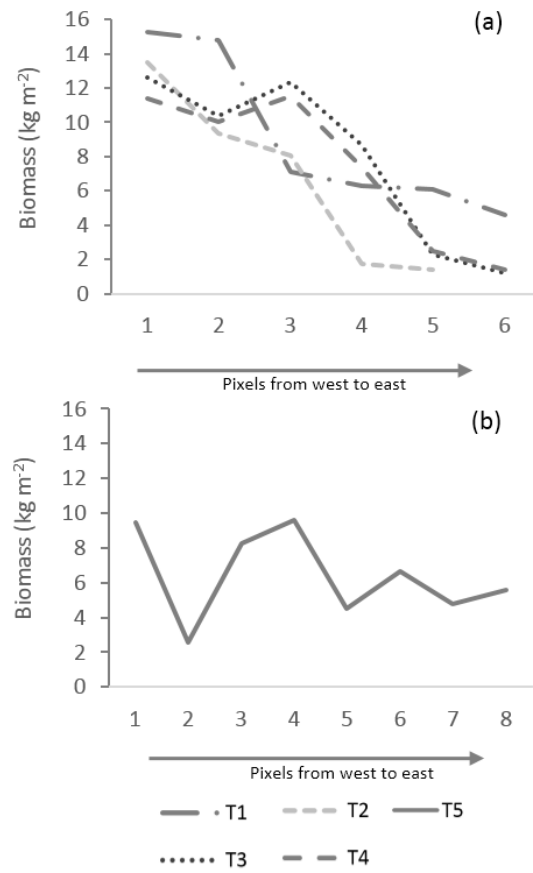 (a)
Biomass (kg m-2)
16
14
12
10
8
6
4
2
0
1 2 3 4 5 6
Pixels from west to east
(b)
Biomass (kg m-2)
16
14
12
10
8
6
4
2
0
1 2 3 4 5 6 7 8
Pixels from west to east
T1 T2 T5
T3 T4